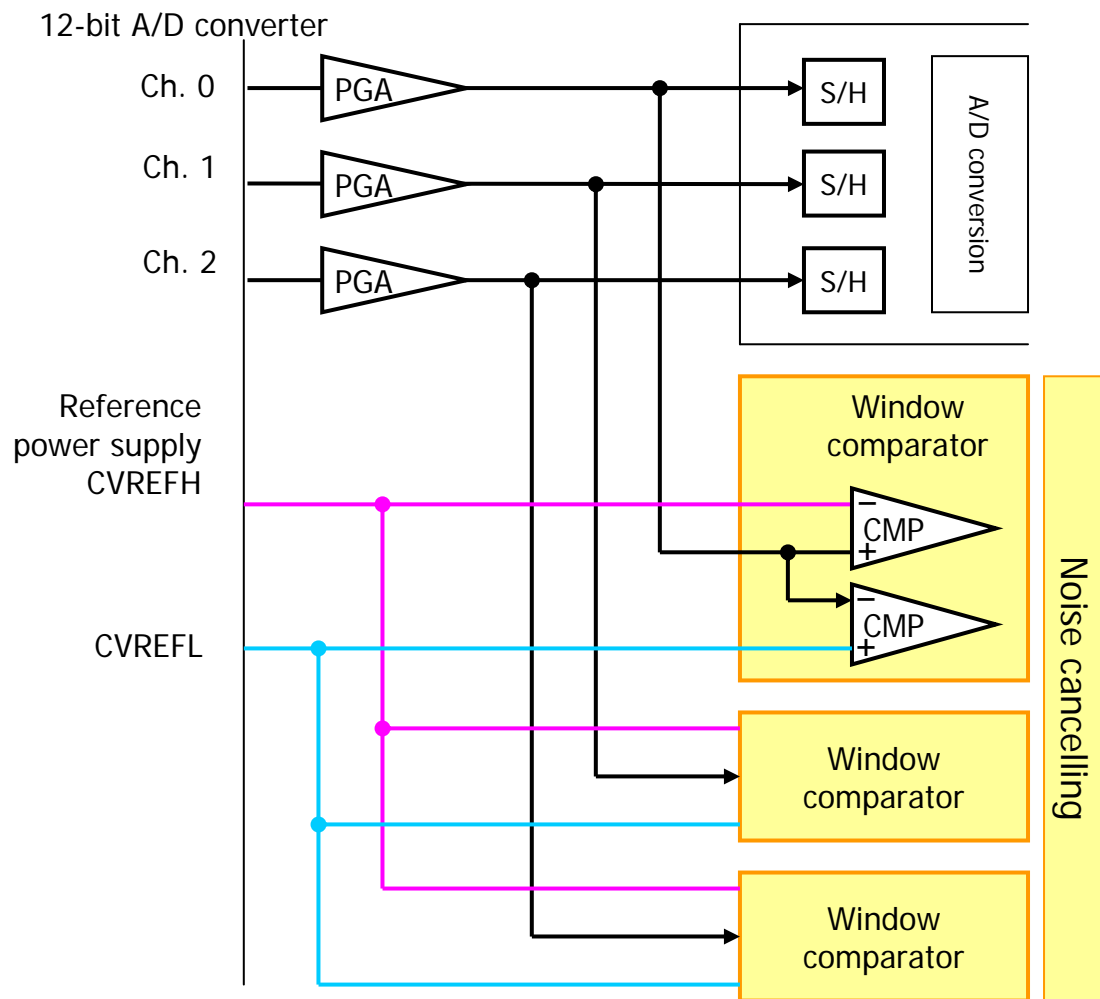 12-bit A/D converter
Ch. 0
PGA
S/H
Ch. 1
PGA
S/H
Ch. 2
PGA
S/H
A/D conversion
Reference
power supply
CVREFH
Window
comparator
−
CMP
+
−
CMP
+
CVREFL
Window
comparator
Window
comparator
Noise cancelling